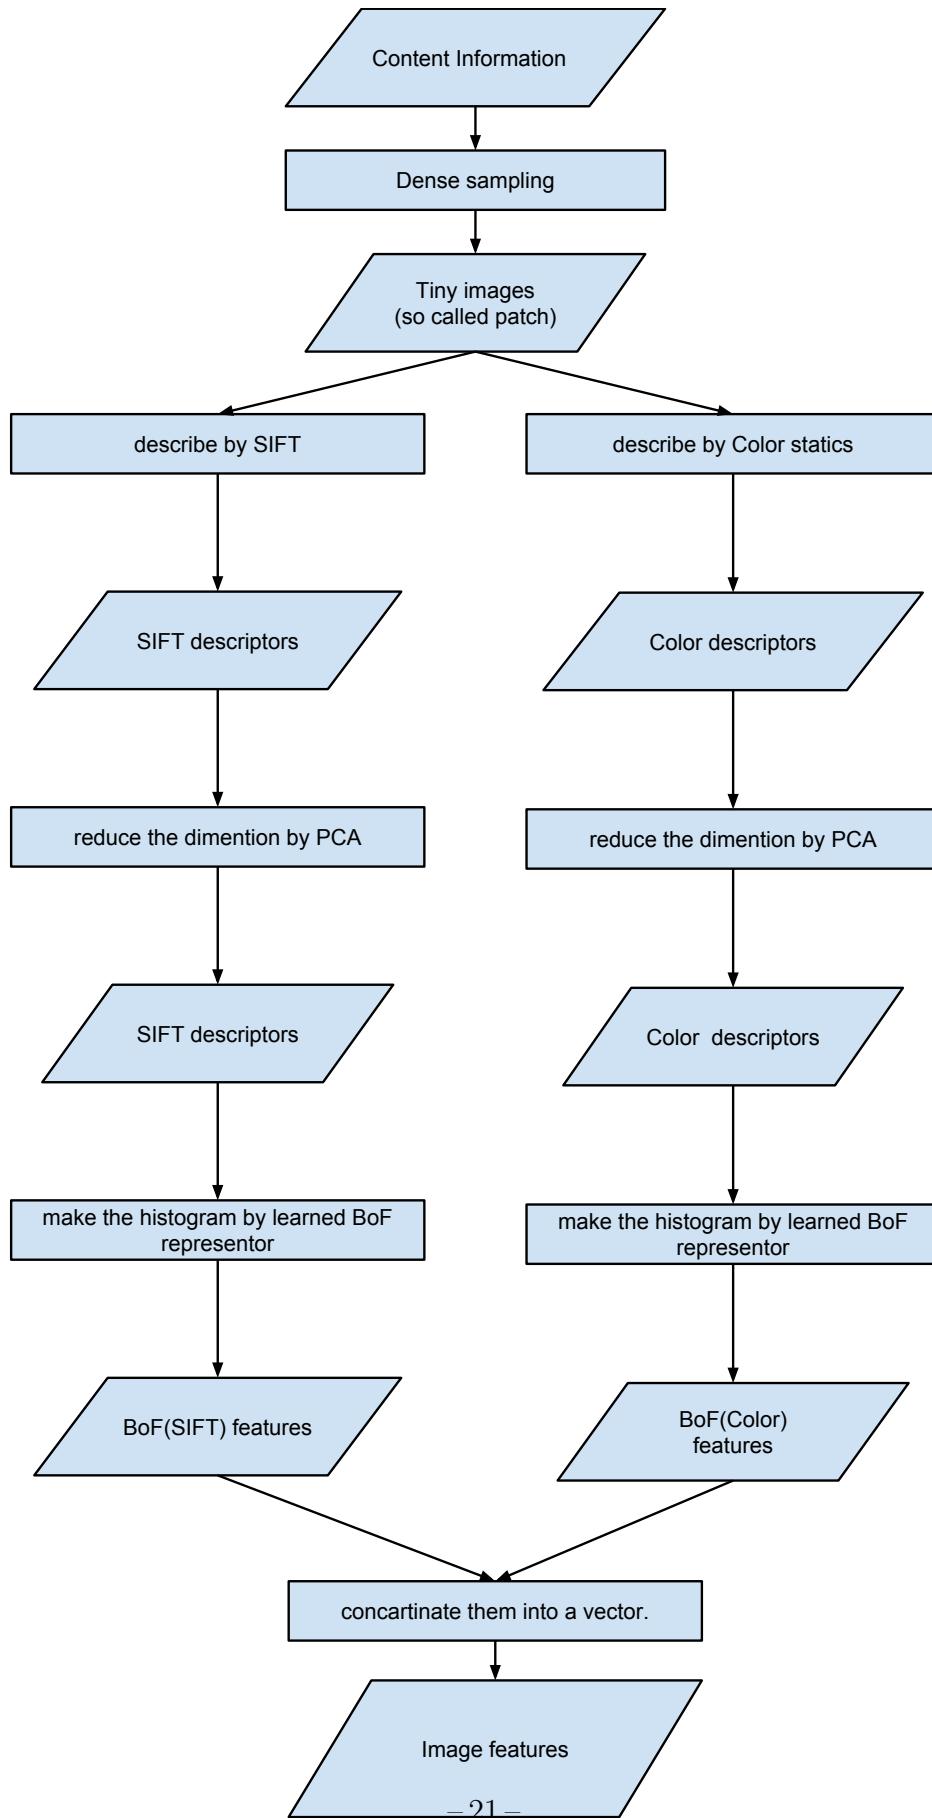 Content Information
Dense sampling
Tiny images
(so called patch)
describe by SIFT
describe by Color statics
SIFT descriptors
Color descriptors
reduce the dimention by PCA
reduce the dimention by PCA
SIFT descriptors
Color descriptors
make the histogram by learned BoF
representor
make the histogram by learned BoF
representor
BoF(SIFT) features
BoF(Color)
features
concartinate them into a vector.
Image features
– 21 –